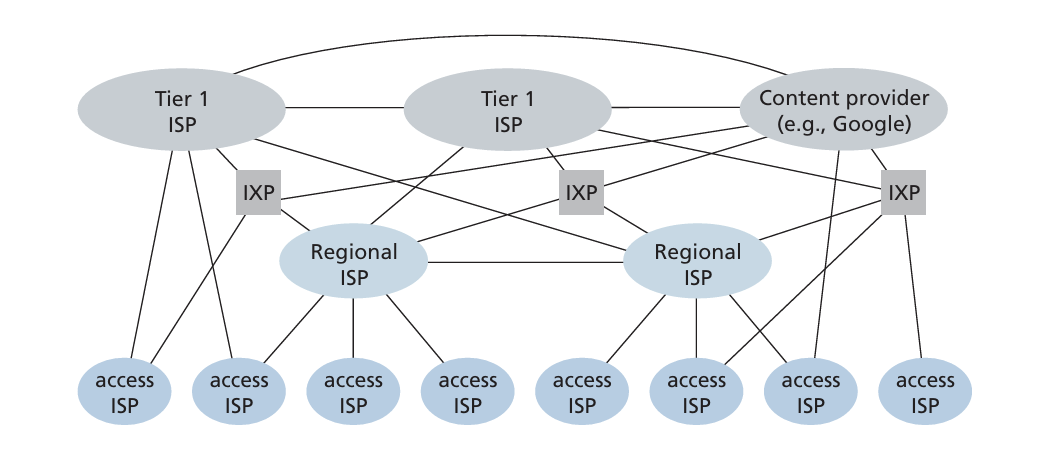 Tier 1
ISP
Tier 1
ISP
Content provider
(e.g., Google)
IXP
IXP
IXP
Regional
ISP
Regional
ISP
access
ISP
access
ISP
access
ISP
access
ISP
access
ISP
access
ISP
access
ISP
access
ISP